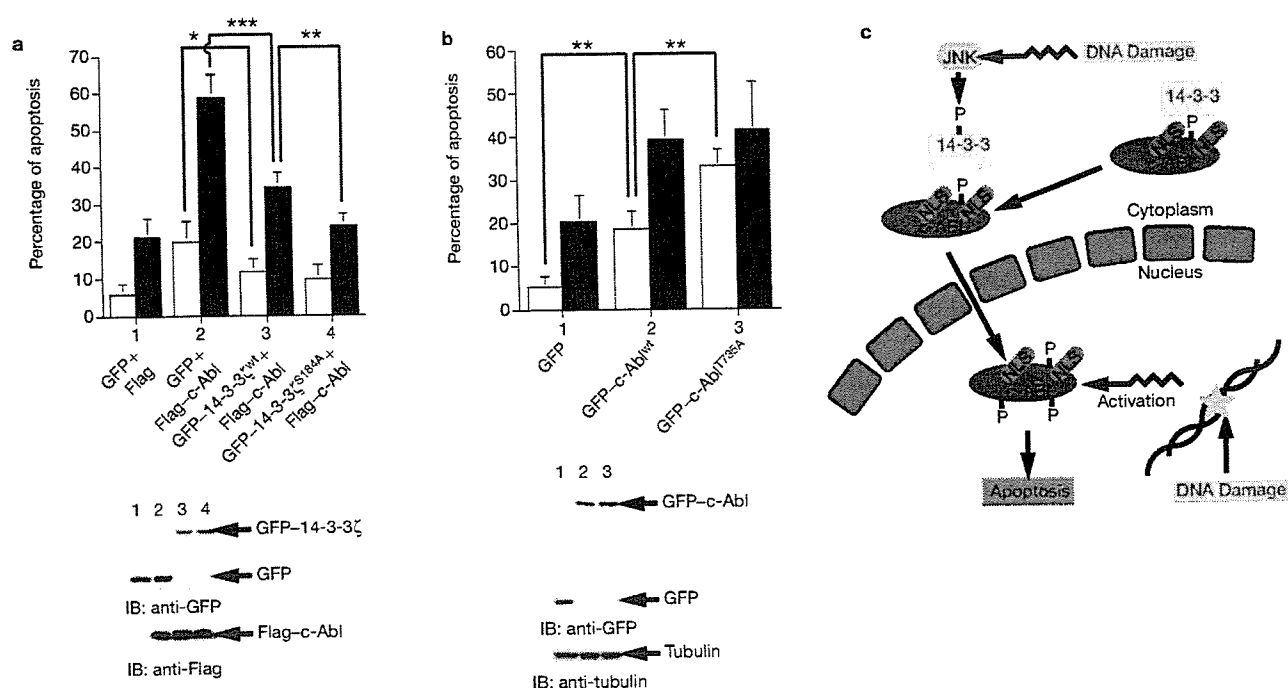 a
Percentage of apoptosis
70
60
50
40
30
20
10
0
* *** **
1 2 3 4
GFP+
Flag
GFP+
Flag–c-Abl
GFP–14-3-3ζwt+
Flag–c-Abl
GFP–14-3-3ζS184A+
Flag–c-Abl
1 2 3 4
GFP–14-3-3ζ
GFP
IB: anti-GFP
Flag–c-Abl
IB: anti-Flag
b
Percentage of apoptosis
60
50
40
30
20
10
0
** **
1 2 3
GFP
GFP–c-Ablwt
GFP–c-AblT735A
1 2 3
GFP–c-Abl
GFP
IB: anti-GFP
Tubulin
IB: anti-tubulin
c
JNK
DNA Damage
P
14-3-3
P
14-3-3
P
Cytoplasm
Nucleus
NLS
P
P
P
Activation
Apoptosis
DNA Damage